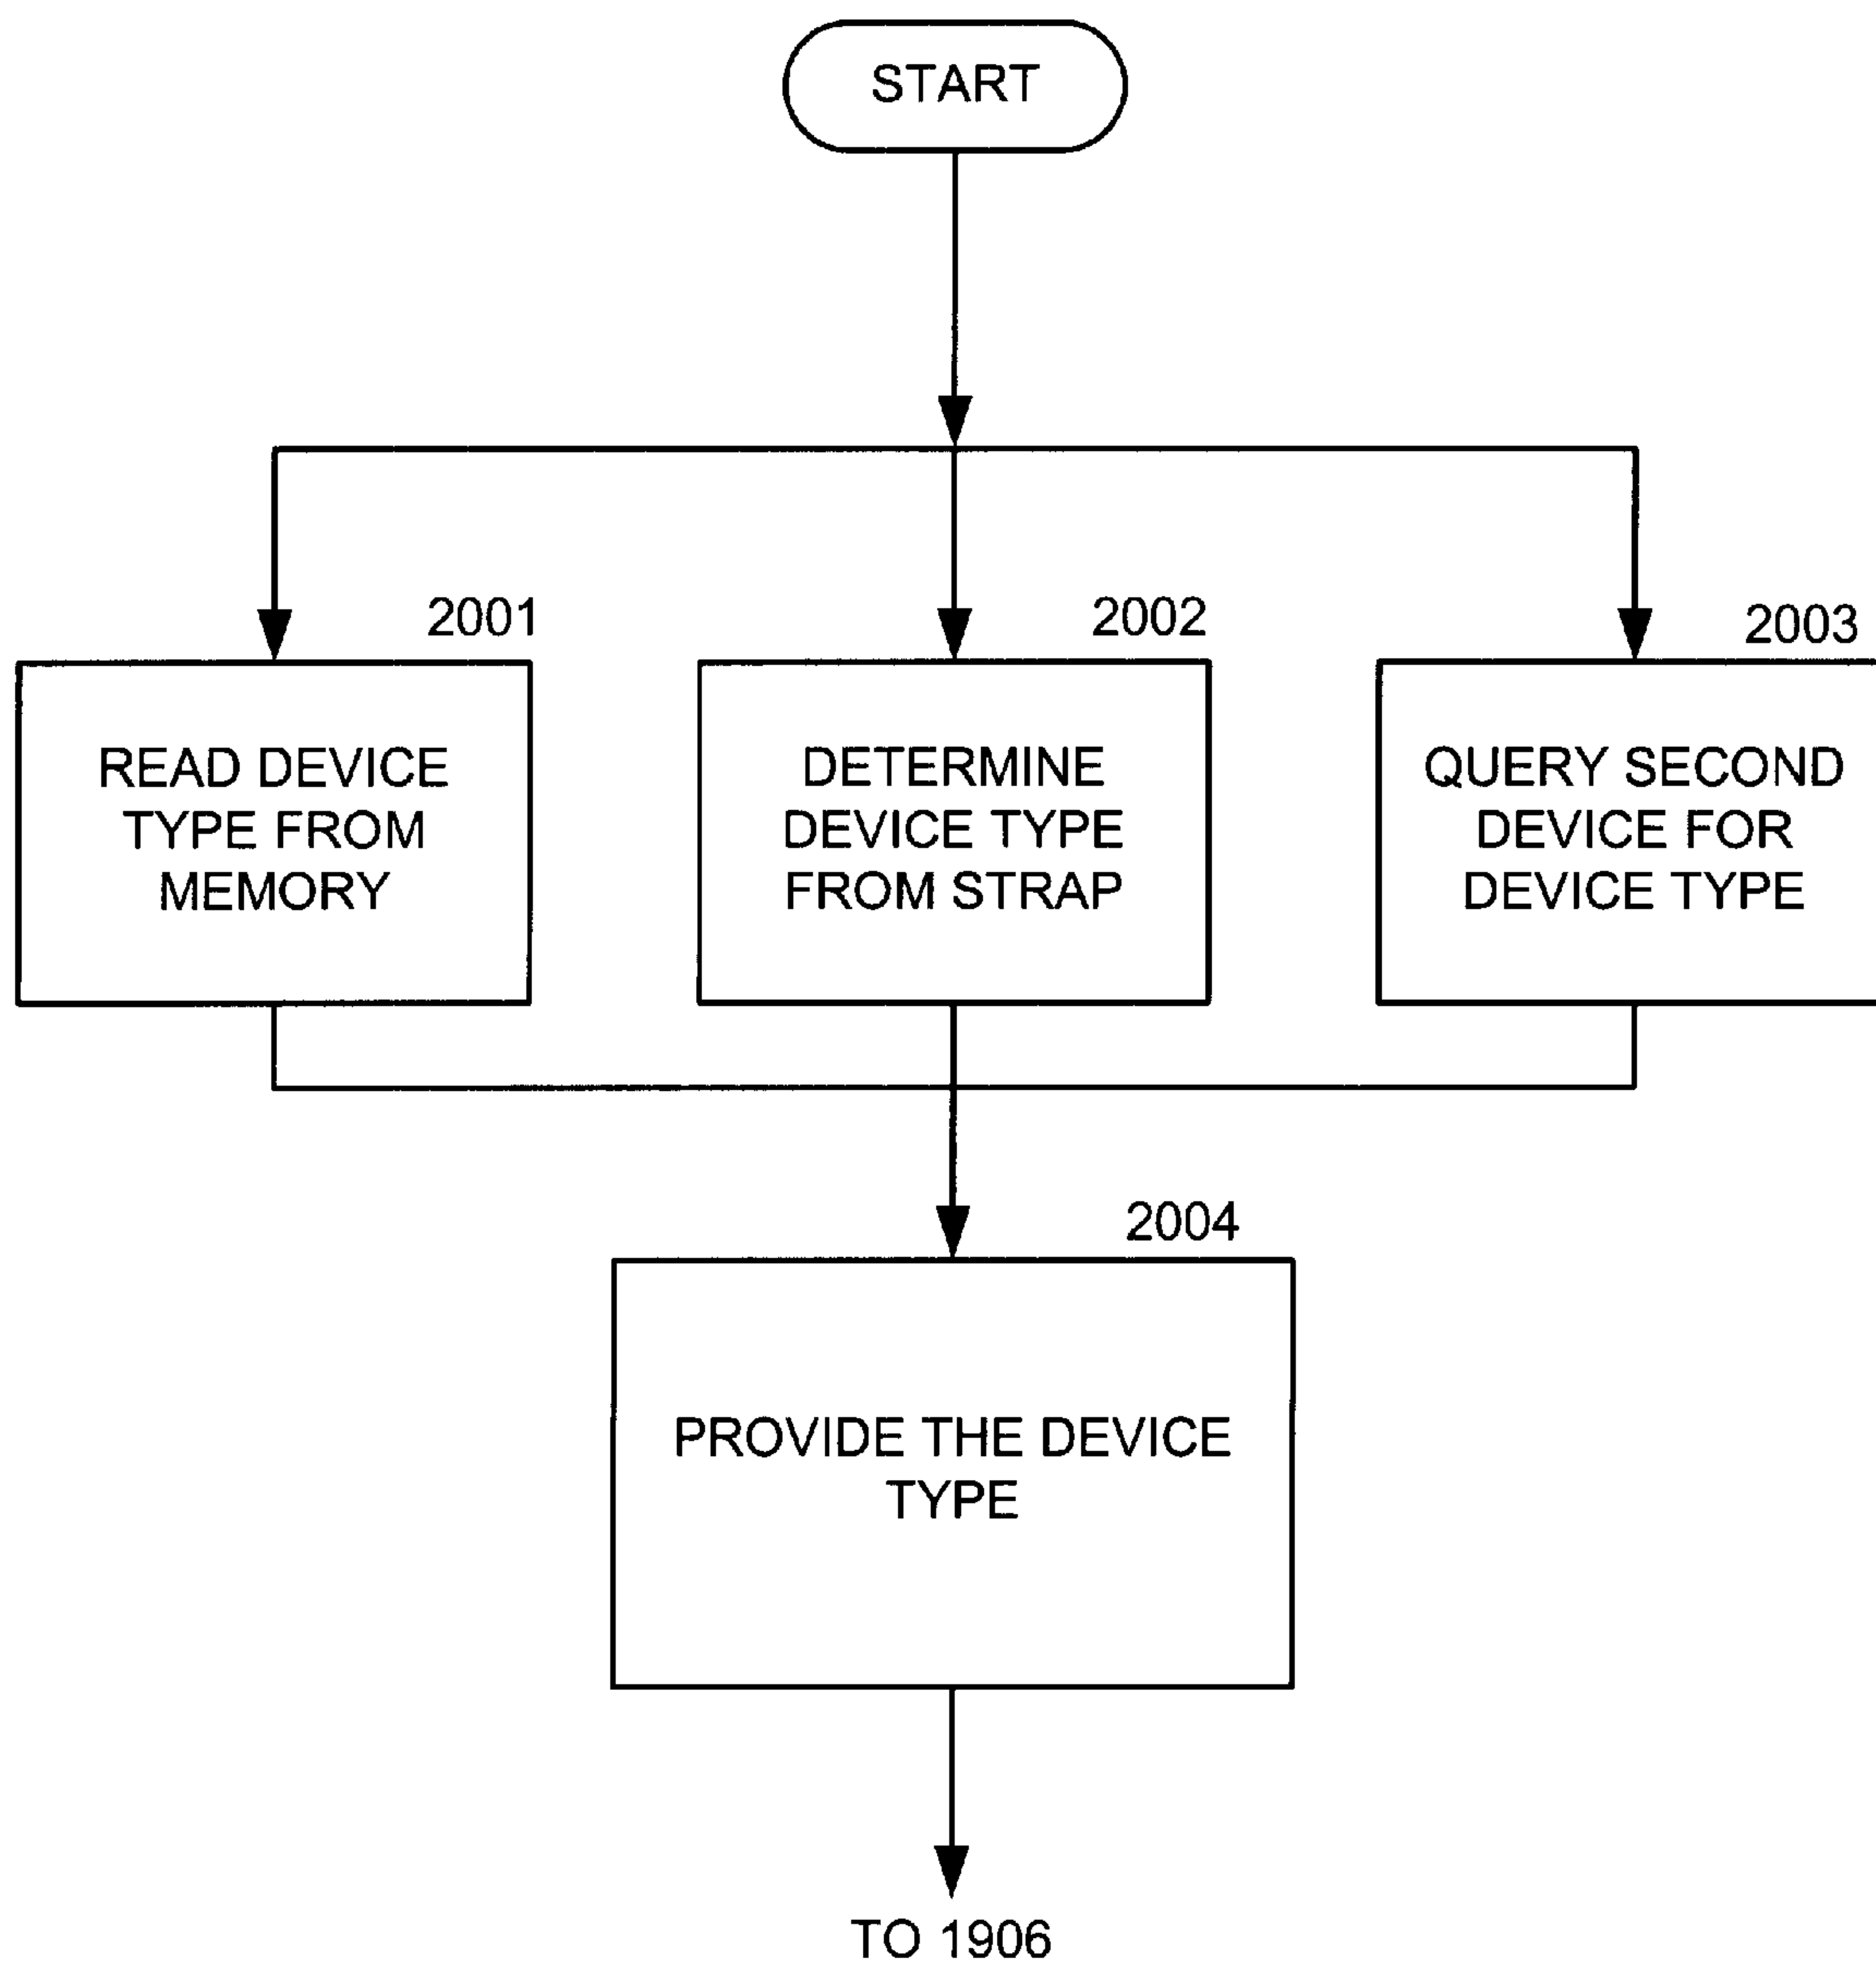 START
2001
2002
2003
READ DEVICE
TYPE FROM
MEMORY
DETERMINE
DEVICE TYPE
FROM STRAP
QUERY SECOND
DEVICE FOR
DEVICE TYPE
2004
PROVIDE THE DEVICE
TYPE
TO 1906